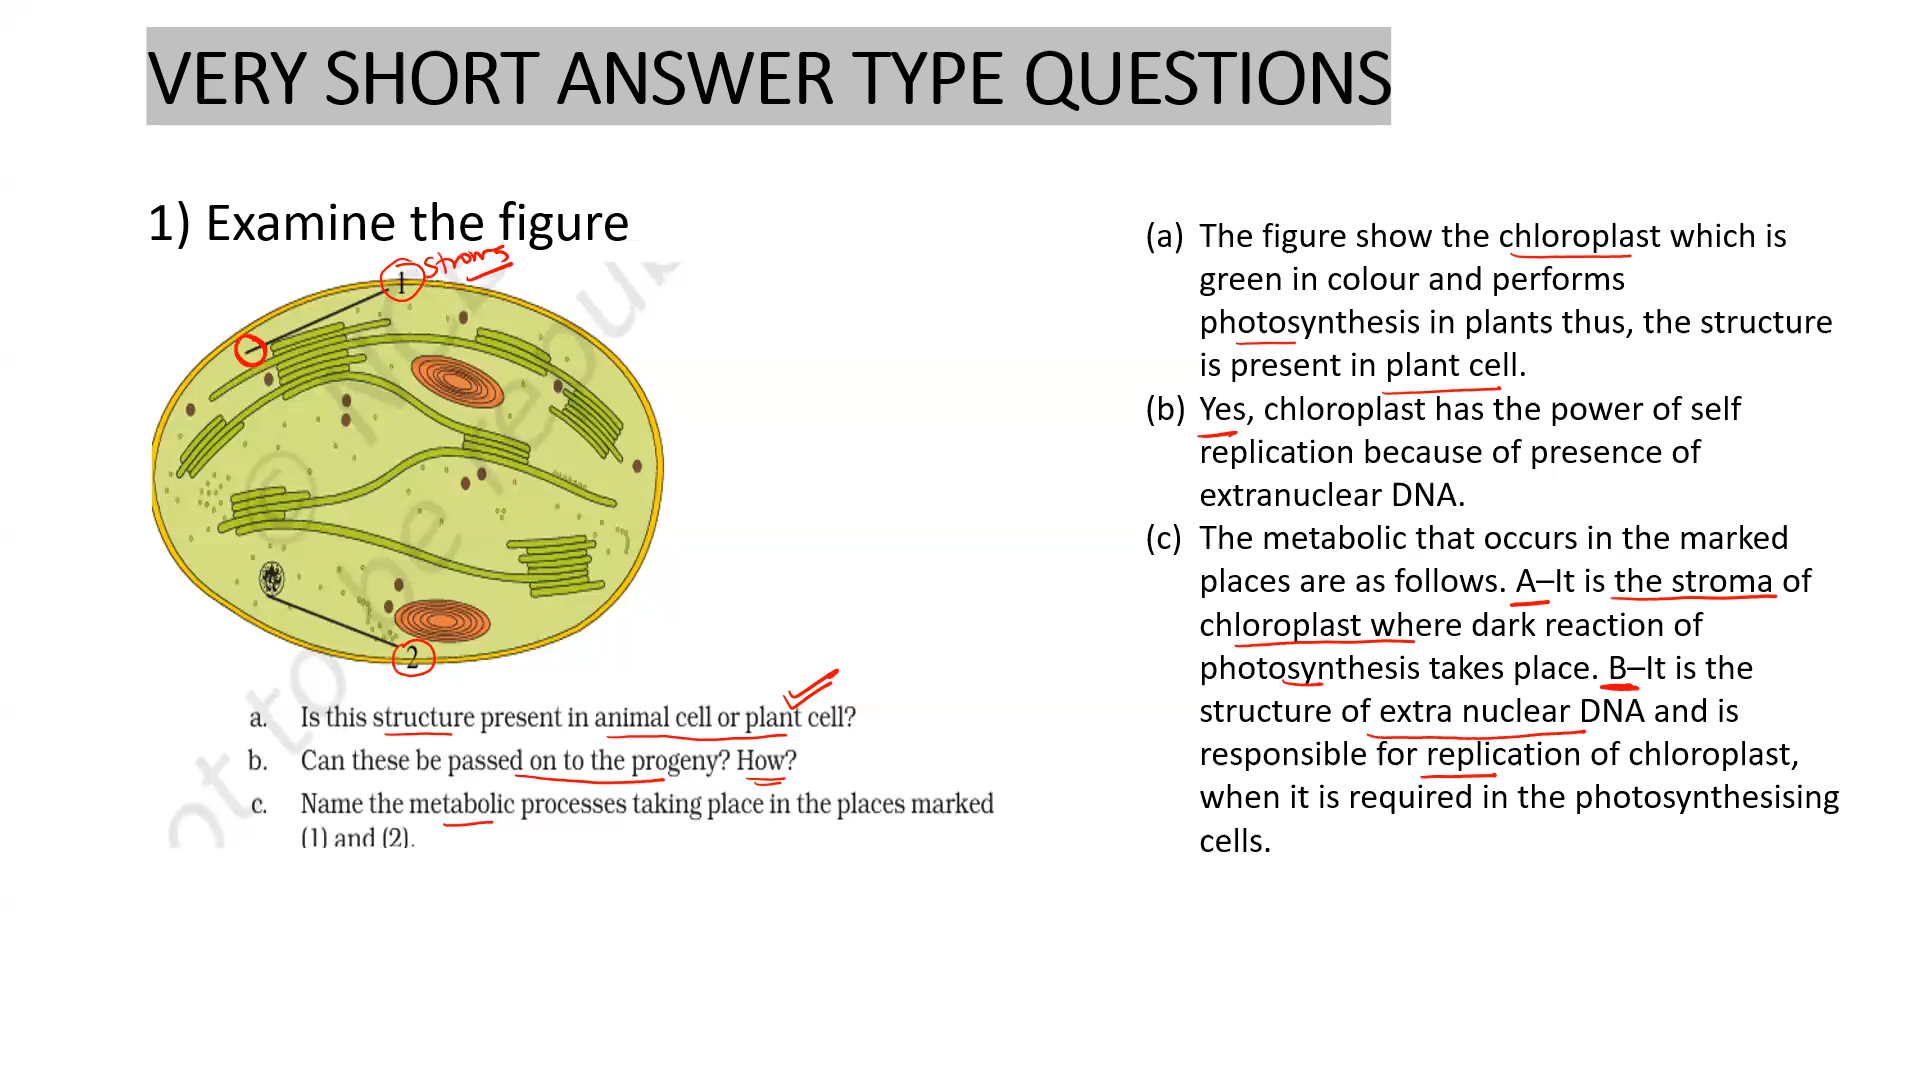 VERY SHORT ANSWER TYPE QUESTIONS
1) Examine the figure
1
stroma
2
a. Is this structure present in animal cell or plant cell?
b. Can these be passed on to the progeny? How?
c. Name the metabolic processes taking place in the places marked
(1) and (2).
(a) The figure show the chloroplast which is
green in colour and performs
photosynthesis in plants thus, the structure
is present in plant cell.
(b) Yes, chloroplast has the power of self
replication because of presence of
extranuclear DNA.
(c) The metabolic that occurs in the marked
places are as follows. A–It is the stroma of
chloroplast where dark reaction of
photosynthesis takes place. B–It is the
structure of extra nuclear DNA and is
responsible for replication of chloroplast,
when it is required in the photosynthesising
cells.